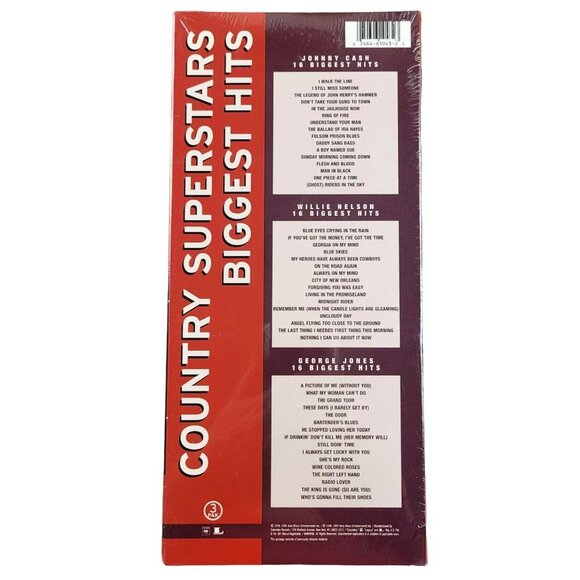 COUNTRY SUPERSTARS
BIGGEST HITS
3
PAK
JOHNNY CASH
16 BIGGEST HITS
I WALK THE LINE
I STILL MISS SOMEONE
THE LEGEND OF JOHN HENRY'S HAMMER
DON'T TAKE YOUR GUNS TO TOWN
IN THE JAILHOUSE NOW
RING OF FIRE
UNDERSTAND YOUR MAN
THE BALLAD OF IRA HAYES
FOLSOM PRISON BLUES
DADDY SANG BASS
A BOY NAMED SUE
SUNDAY MORNING COMING DOWN
FLESH AND BLOOD
MAN IN BLACK
ONE PIECE AT A TIME
(GHOST) RIDERS IN THE SKY
WILLIE NELSON
16 BIGGEST HITS
BLUE EYES CRYING IN THE RAIN
IF YOU'VE GOT THE MONEY, I'VE GOT THE TIME
GEORGIA ON MY MIND
BLUE SKIES
MY HEROES HAVE ALWAYS BEEN COWBOYS
ON THE ROAD AGAIN
ALWAYS ON MY MIND
CITY OF NEW ORLEANS
FORGIVING YOU WAS EASY
LIVING IN THE PROMISELAND
MIDNIGHT RIDER
REMEMBER ME (WHEN THE CANDLE LIGHTS ARE GLEAMING)
UNCLOUDY DAY
ANGEL FLYING TOO CLOSE TO THE GROUND
THE LAST THING I NEEDED FIRST THING THIS MORNING
NOTHING I CAN DO ABOUT IT NOW
GEORGE JONES
16 BIGGEST HITS
A PICTURE OF ME (WITHOUT YOU)
WHAT MY WOMAN CAN'T DO
THE GRAND TOUR
THESE DAYS (I BARELY GET BY)
THE DOOR
BARTENDER'S BLUES
HE STOPPED LOVING HER TODAY
IF DRINKIN' DON'T KILL ME (HER MEMORY WILL)
STILL DOIN' TIME
I ALWAYS GET LUCKY WITH YOU
SHE'S MY ROCK
WINE COLORED ROSES
THE RIGHT LEFT HAND
RADIO LOVER
THE KING IS GONE (SO ARE YOU)
WHO'S GONNA FILL THEIR SHOES